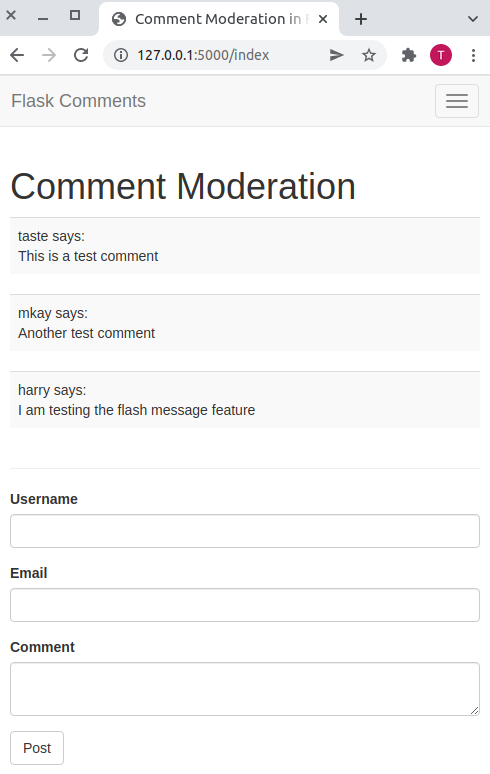 Comment Moderation in F
127.0.0.1:5000/index
T
Flask Comments
Comment Moderation
taste says:
This is a test comment
mkay says:
Another test comment
harry says:
I am testing the flash message feature
Username
Email
Comment
Post